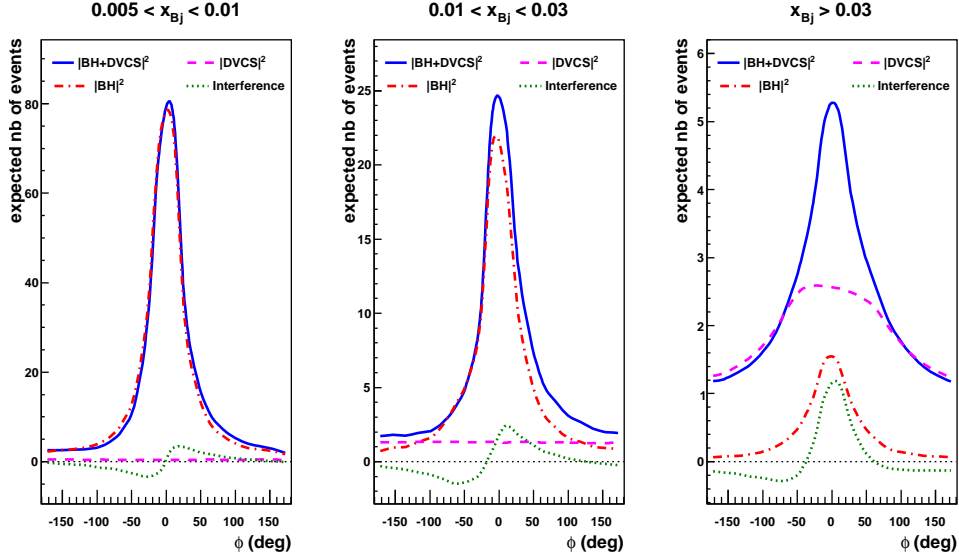 0.005 < x_Bj < 0.01
expected nb of events
|BH+DVCS|²
|DVCS|²
|BH|²
Interference
80
60
40
20
0
-150 -100 -50 0 50 100 150
ϕ (deg)
0.01 < x_Bj < 0.03
expected nb of events
|BH+DVCS|²
|DVCS|²
|BH|²
Interference
25
20
15
10
5
0
-150 -100 -50 0 50 100 150
ϕ (deg)
x_Bj > 0.03
expected nb of events
|BH+DVCS|²
|DVCS|²
|BH|²
Interference
6
5
4
3
2
1
0
-150 -100 -50 0 50 100 150
ϕ (deg)